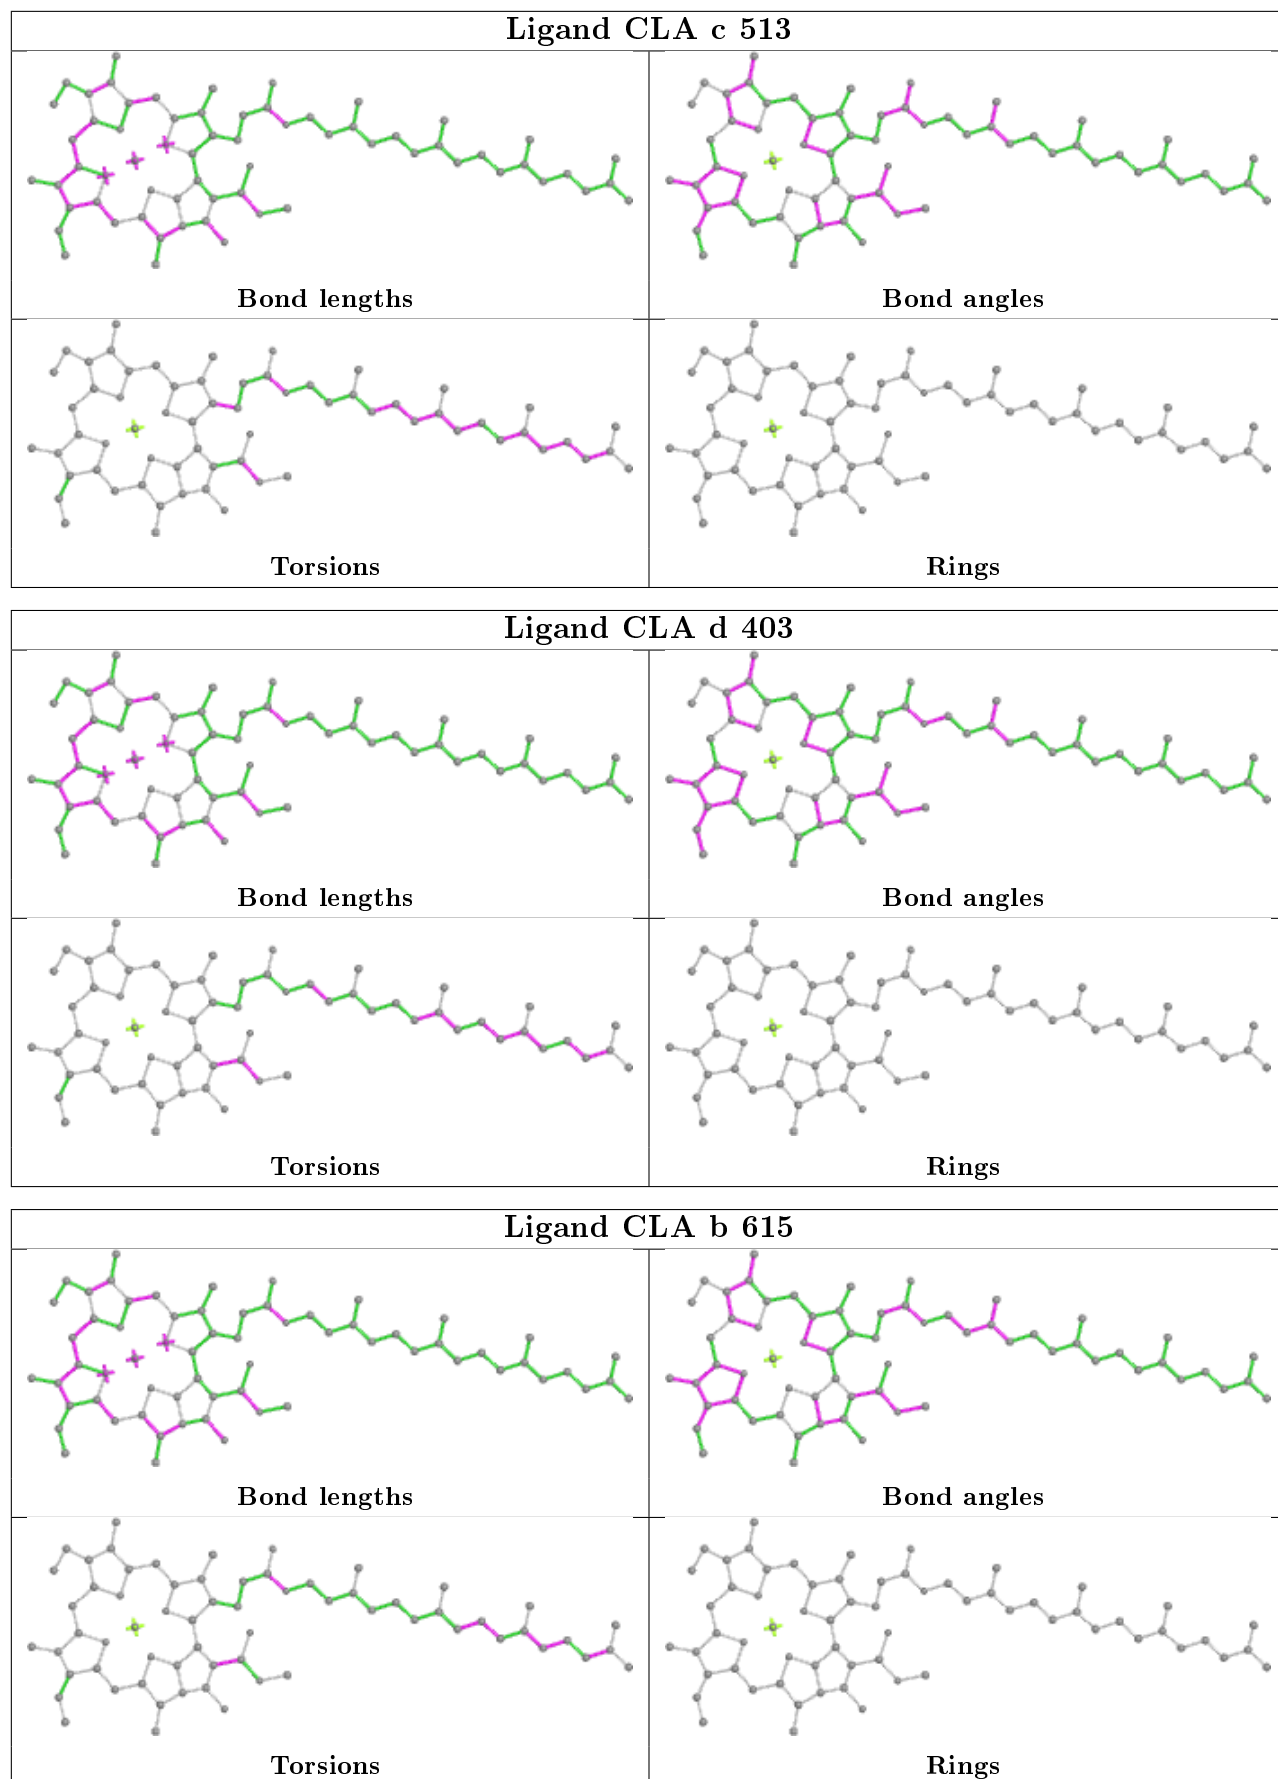 Ligand CLA c 513
Bond lengths
Bond angles
Torsions
Rings
Ligand CLA d 403
Bond lengths
Bond angles
Torsions
Rings
Ligand CLA b 615
Bond lengths
Bond angles
Torsions
Rings